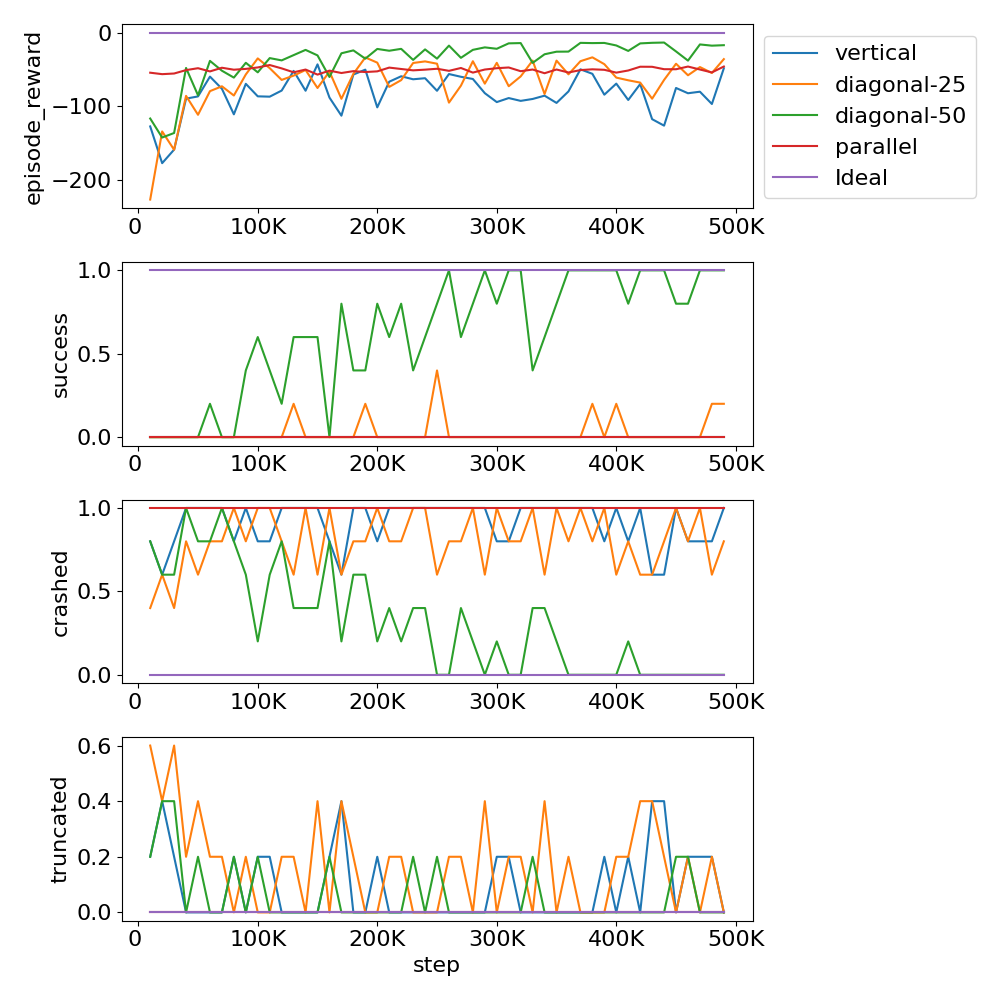 episode_reward
0
−100
−200
0 100K 200K 300K 400K 500K
vertical
diagonal-25
diagonal-50
parallel
Ideal
success
1.0
0.5
0.0
0 100K 200K 300K 400K 500K
crashed
1.0
0.5
0.0
0 100K 200K 300K 400K 500K
truncated
0.6
0.4
0.2
0.0
0 100K 200K 300K 400K 500K
step